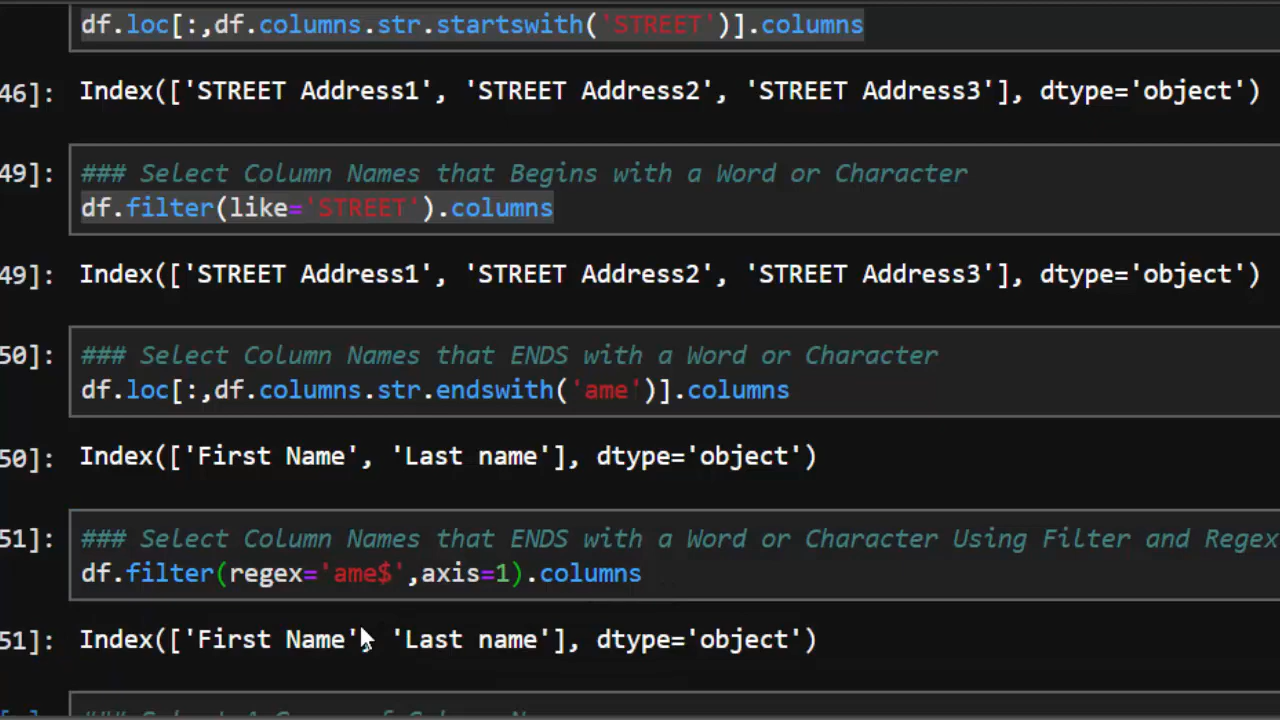 df.loc[:,df.columns.str.startswith('STREET')].columns
46]: Index(['STREET Address1', 'STREET Address2', 'STREET Address3'], dtype='object')
49]: ### Select Column Names that Begins with a Word or Character
df.filter(like='STREET').columns
49]: Index(['STREET Address1', 'STREET Address2', 'STREET Address3'], dtype='object')
50]: ### Select Column Names that ENDS with a Word or Character
df.loc[:,df.columns.str.endswith('ame')].columns
50]: Index(['First Name', 'Last name'], dtype='object')
51]: ### Select Column Names that ENDS with a Word or Character Using Filter and Regex
df.filter(regex='ame$',axis=1).columns
51]: Index(['First Name', 'Last name'], dtype='object')